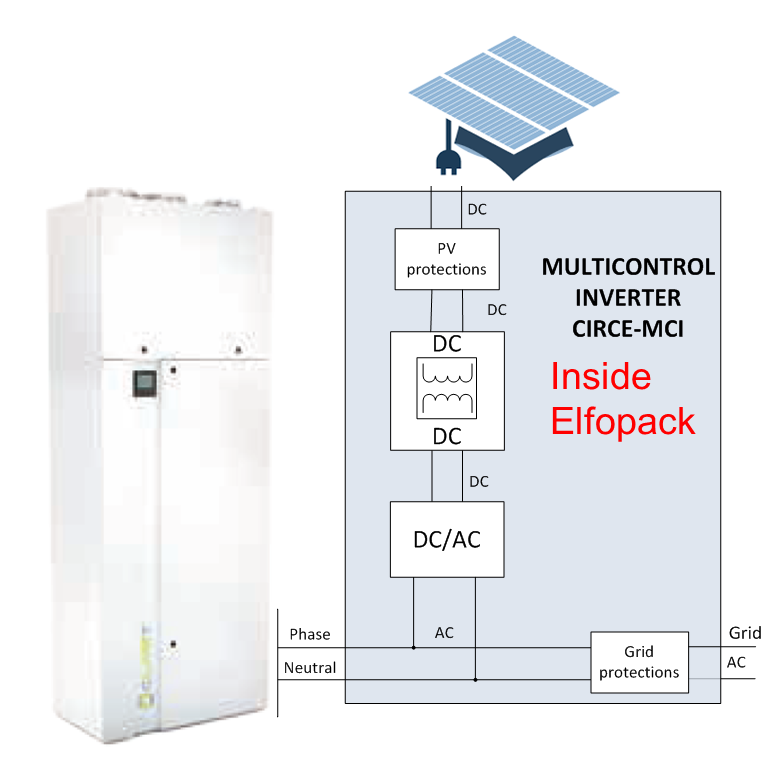 DC
PV
protections
DC
MULTICONTROL
INVERTER
CIRCE-MCI
Inside
Elfopack
DC
DC
DC
DC/AC
Phase
AC
Neutral
Grid
protections
Grid
AC